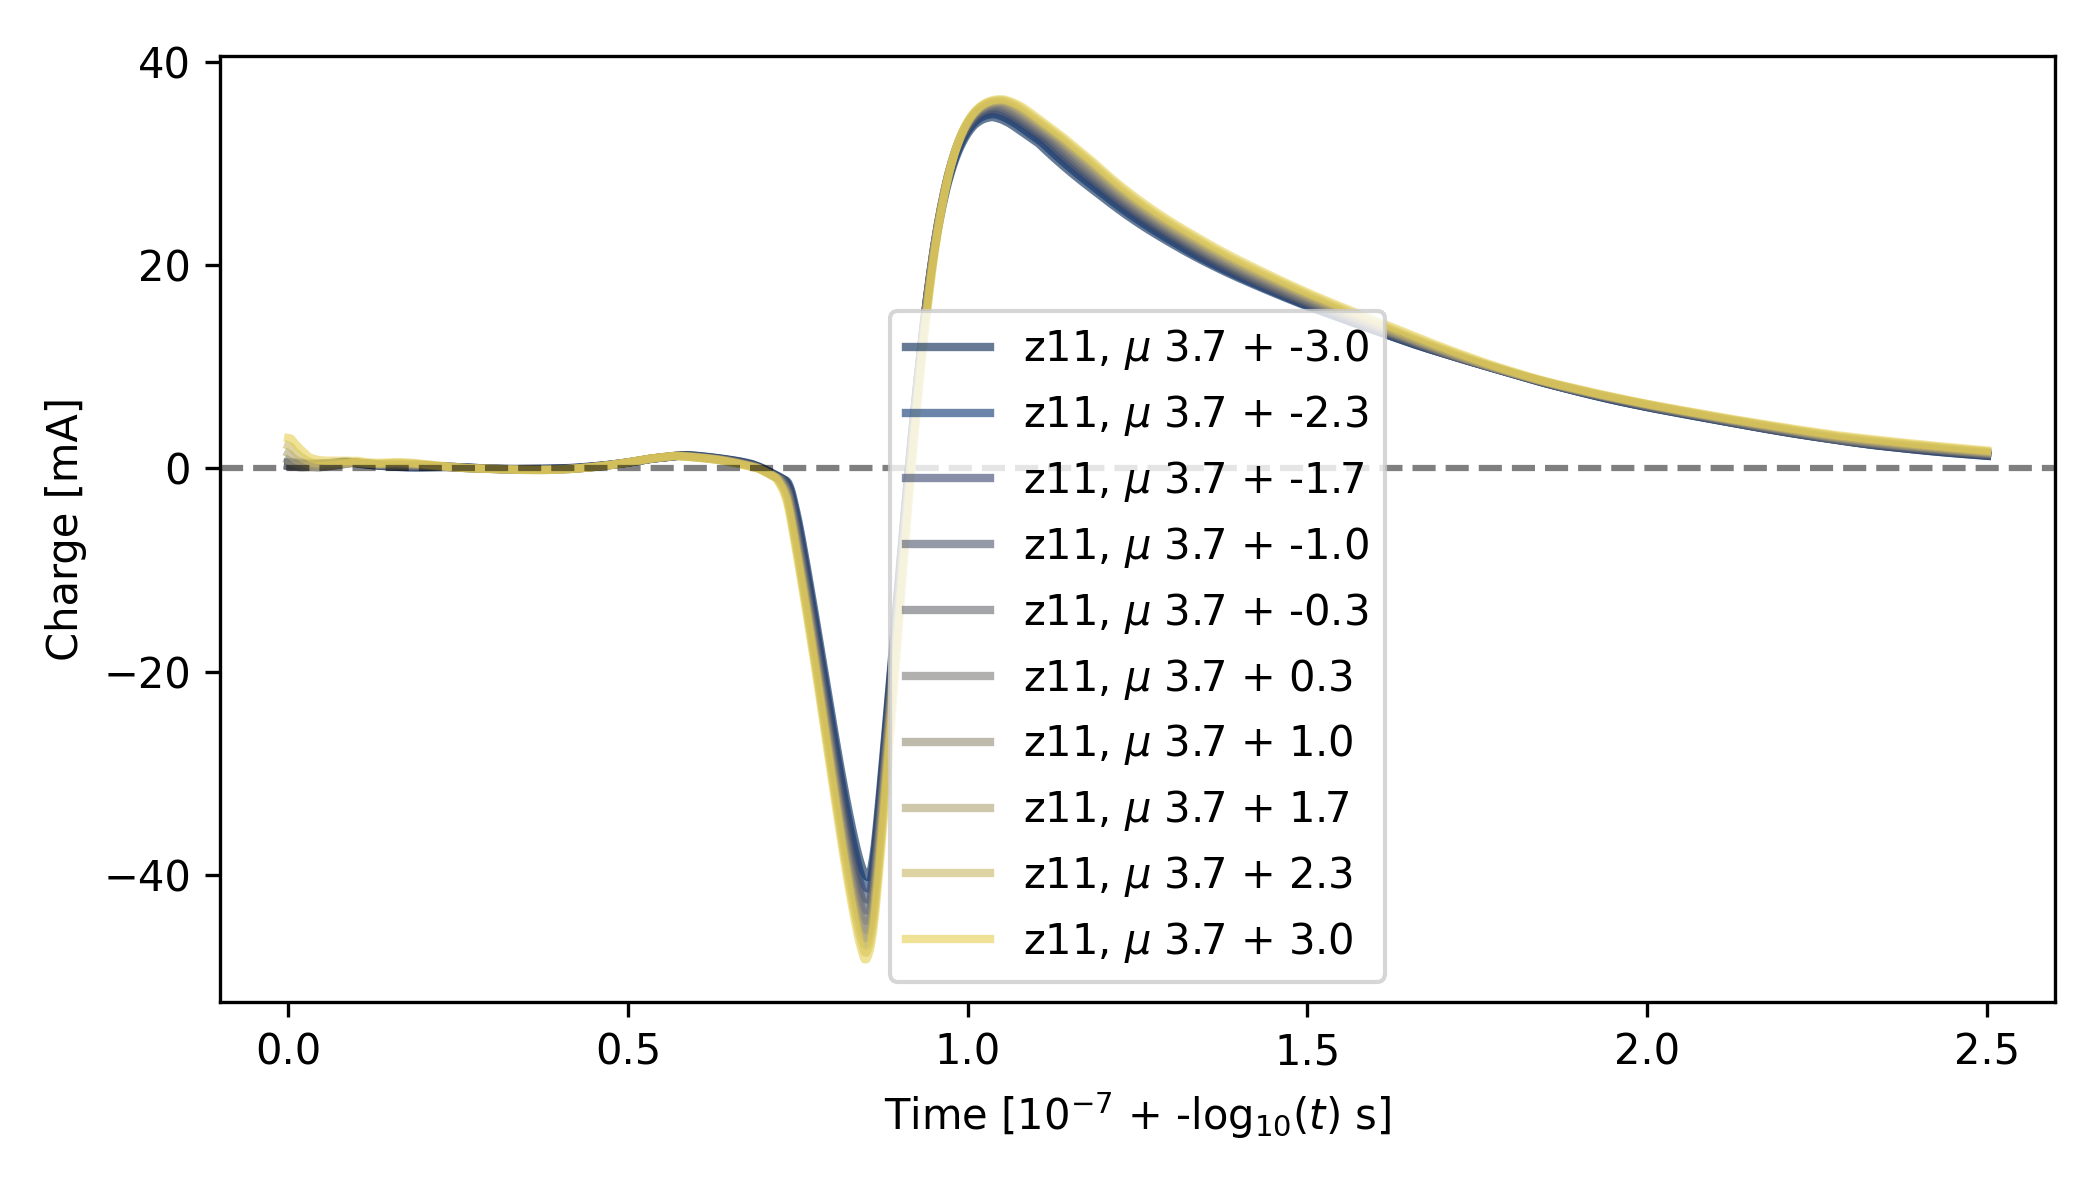 40
20
0
−20
−40
Charge [mA]
z11, μ 3.7 + -3.0
z11, μ 3.7 + -2.3
z11, μ 3.7 + -1.7
z11, μ 3.7 + -1.0
z11, μ 3.7 + -0.3
z11, μ 3.7 + 0.3
z11, μ 3.7 + 1.0
z11, μ 3.7 + 1.7
z11, μ 3.7 + 2.3
z11, μ 3.7 + 3.0
0.0 0.5 1.0 1.5 2.0 2.5
Time [10⁻⁷ + -log₁₀(t) s]